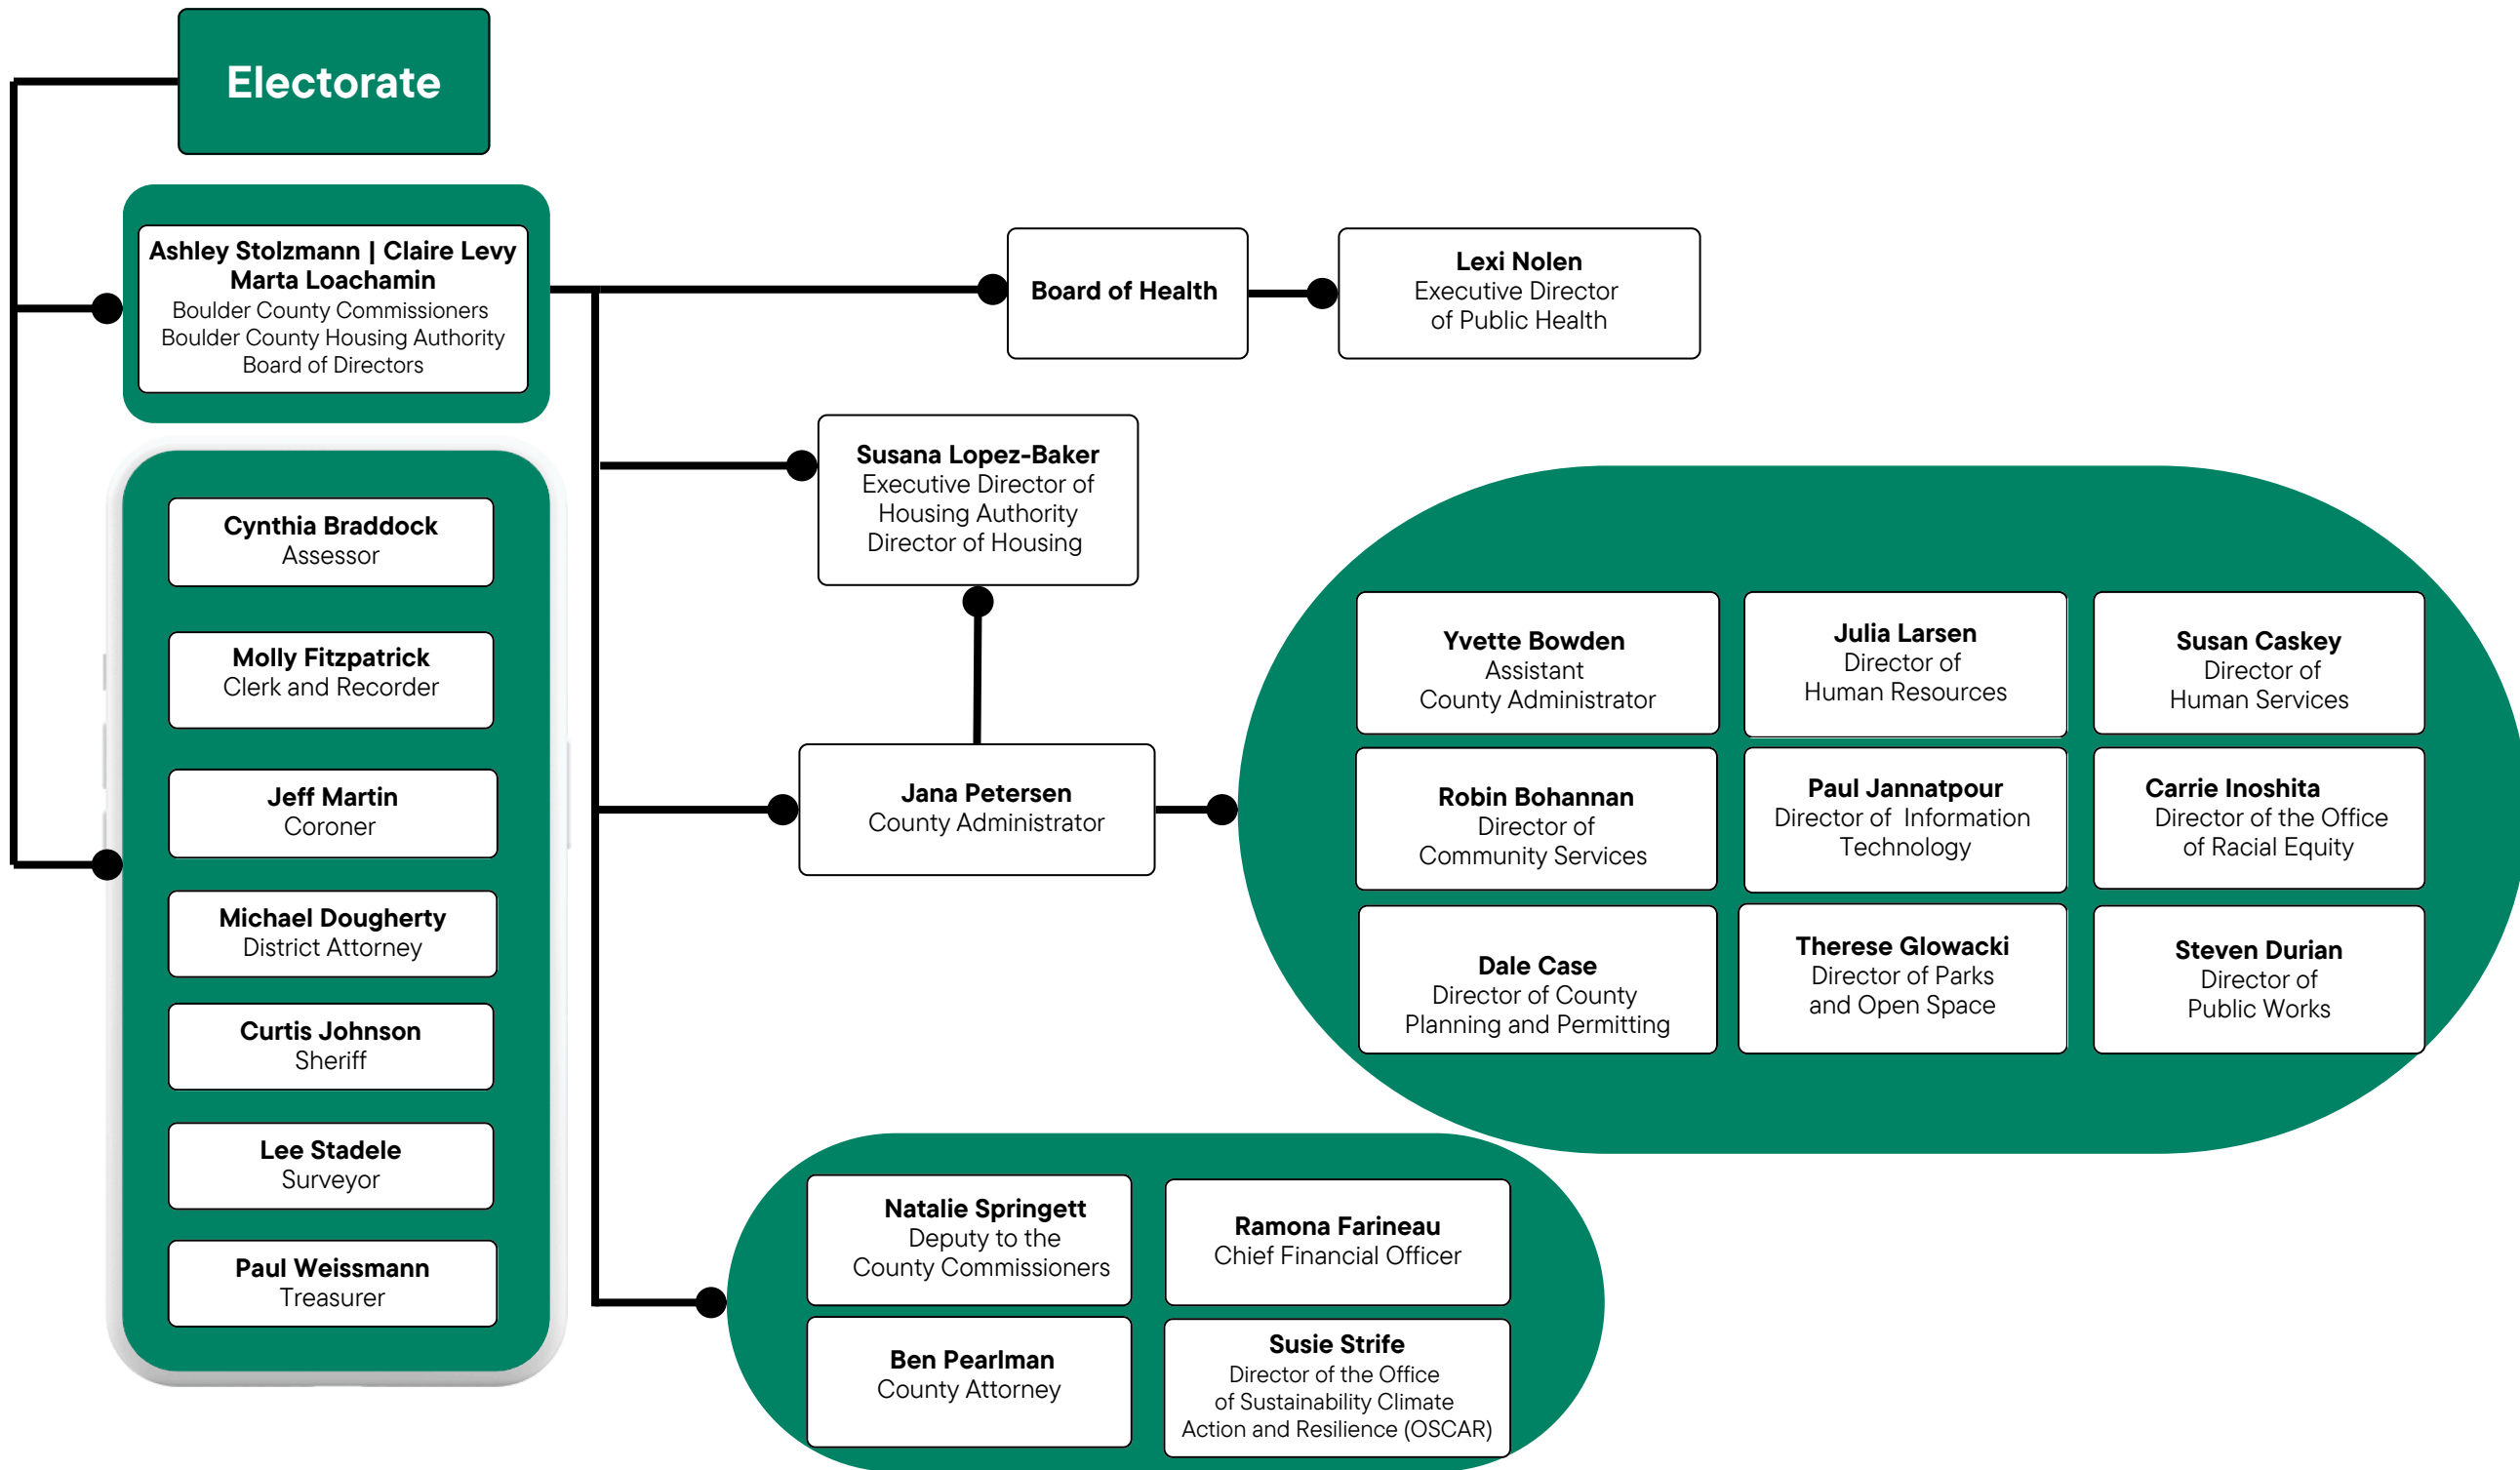 Electorate
Ashley Stolzmann | Claire Levy
Marta Loachamin
Boulder County Commissioners
Boulder County Housing Authority
Board of Directors
Board of Health
Lexi Nolen
Executive Director
of Public Health
Susana Lopez-Baker
Executive Director of
Housing Authority
Director of Housing
Cynthia Braddock
Assessor
Molly Fitzpatrick
Clerk and Recorder
Jeff Martin
Coroner
Michael Dougherty
District Attorney
Curtis Johnson
Sheriff
Lee Stadele
Surveyor
Paul Weissmann
Treasurer
Jana Petersen
County Administrator
Yvette Bowden
Assistant
County Administrator
Julia Larsen
Director of
Human Resources
Susan Caskey
Director of
Human Services
Robin Bohannan
Director of
Community Services
Paul Jannatpour
Director of  Information
Technology
Carrie Inoshita
Director of the Office
of Racial Equity
Dale Case
Director of County
Planning and Permitting
Therese Glowacki
Director of Parks
and Open Space
Steven Durian
Director of
Public Works
Natalie Springett
Deputy to the
County Commissioners
Ramona Farineau
Chief Financial Officer
Ben Pearlman
County Attorney
Susie Strife
Director of the Office
of Sustainability Climate
Action and Resilience (OSCAR)